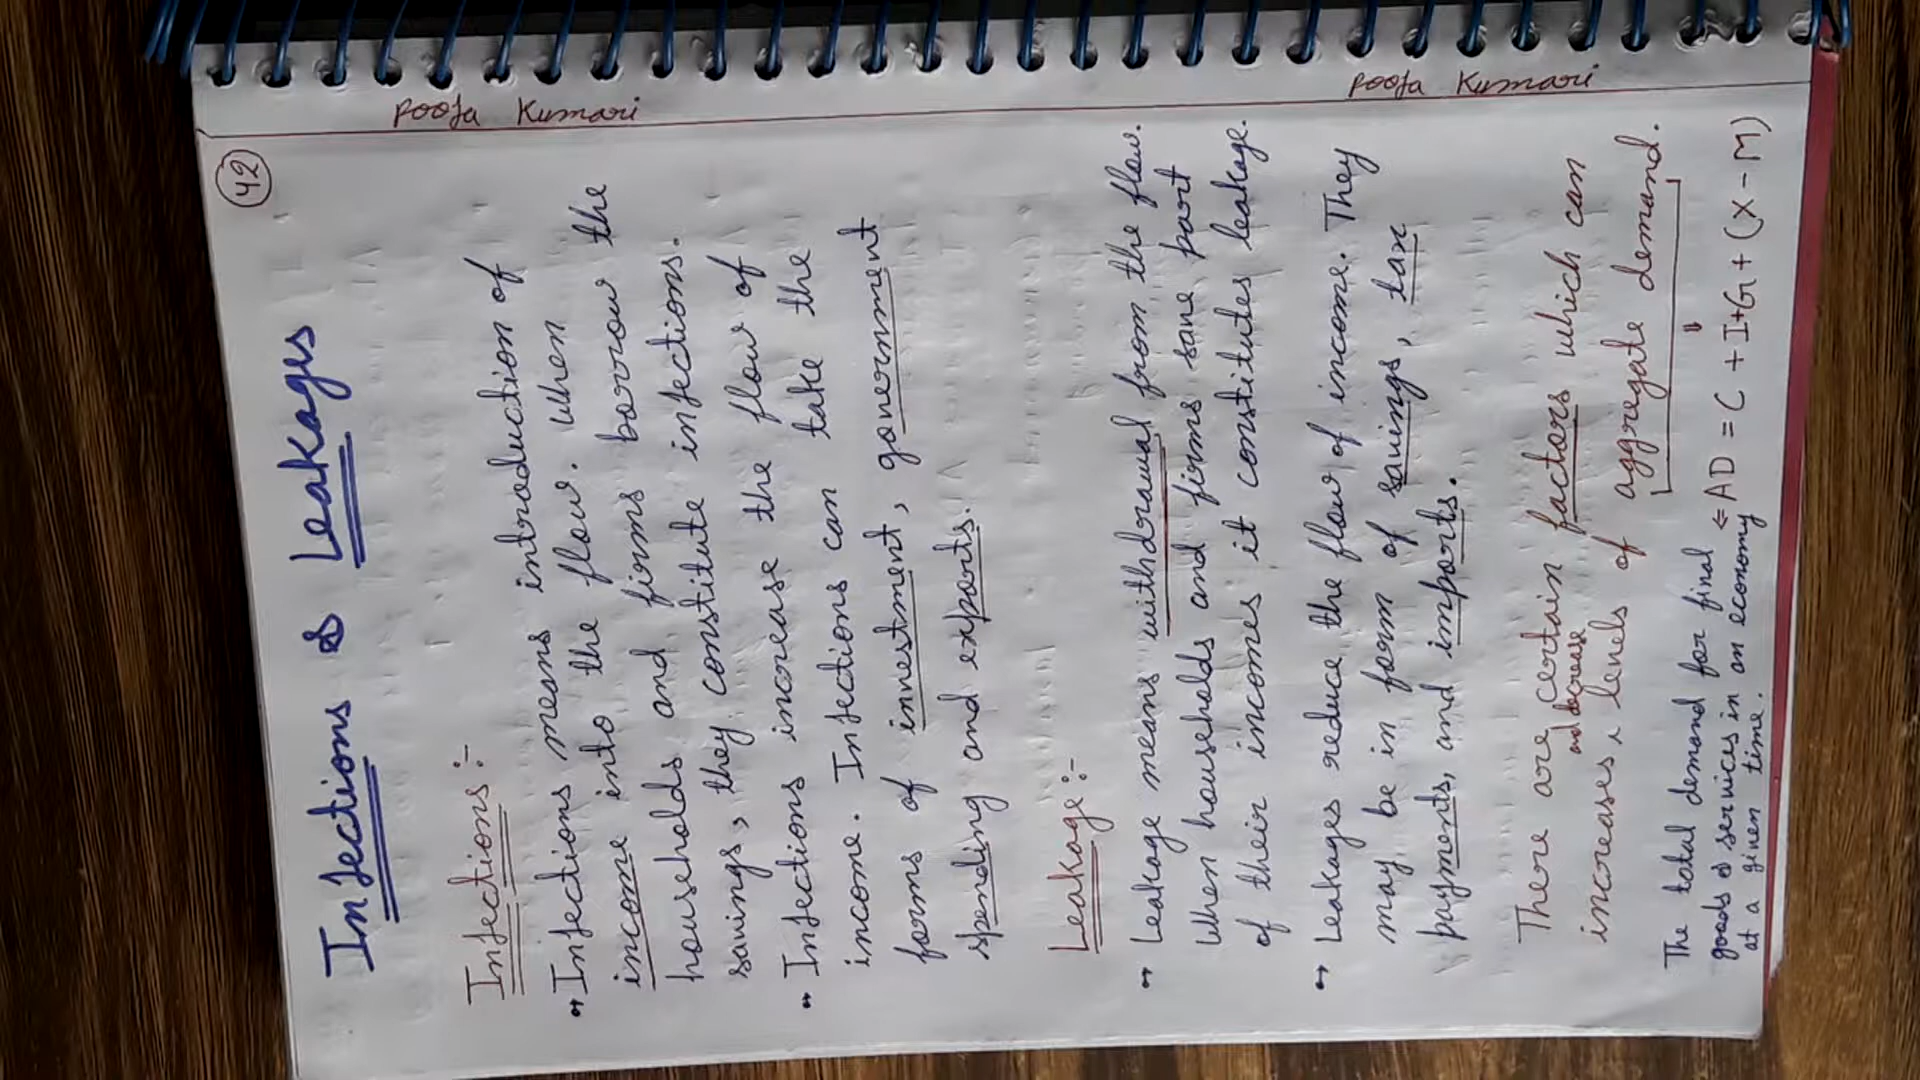 Pooja Kumari
Pooja Kumari
42
Injections & Leakages
Injections :-
Injections means introduction of
income into the flow. When
households and firms borrow the
savings, they constitute injections.
Injections increase the flow of
income. Injections can take the
forms of investment, government
spending and exports.
Leakage :-
Leakage means withdrawal from the flow.
When households and firms save part
of their incomes it constitutes leakage.
Leakages reduce the flow of income. They
may be in form of savings, tax
payments, and imports.
There are certain factors which can
and decrease
increases ^ levels of aggregate demand.
⇓
The total demand for final ⇐ AD = C + I+G+ (X - M)
goods & services in an economy
at a given time.